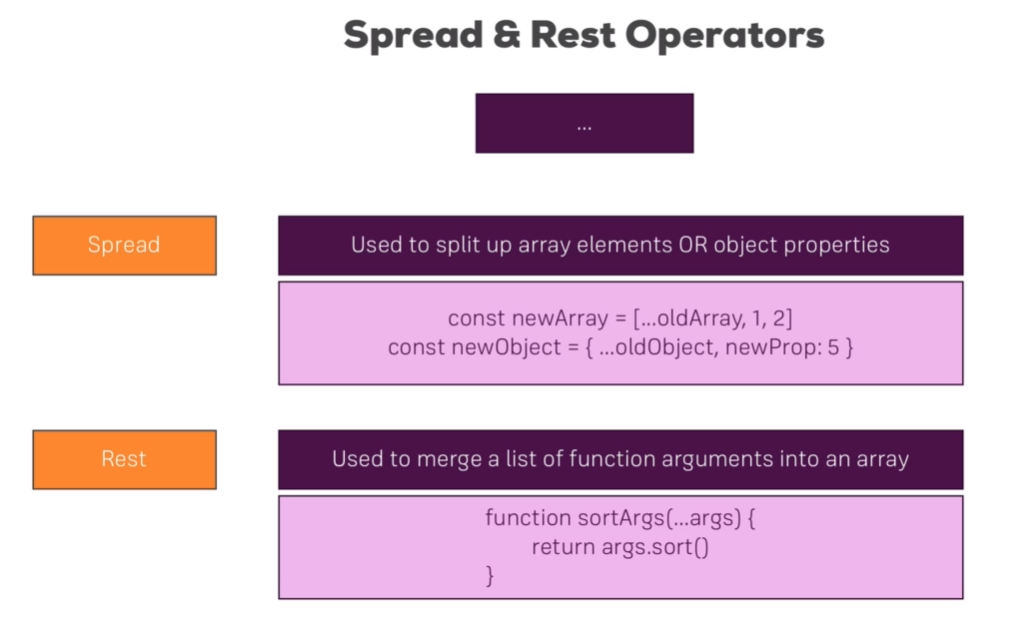 Spread & Rest Operators
...
Spread
Used to split up array elements OR object properties
const newArray = [...oldArray, 1, 2]
const newObject = { ...oldObject, newProp: 5 }
Rest
Used to merge a list of function arguments into an array
function sortArgs(...args) {
return args.sort()
}